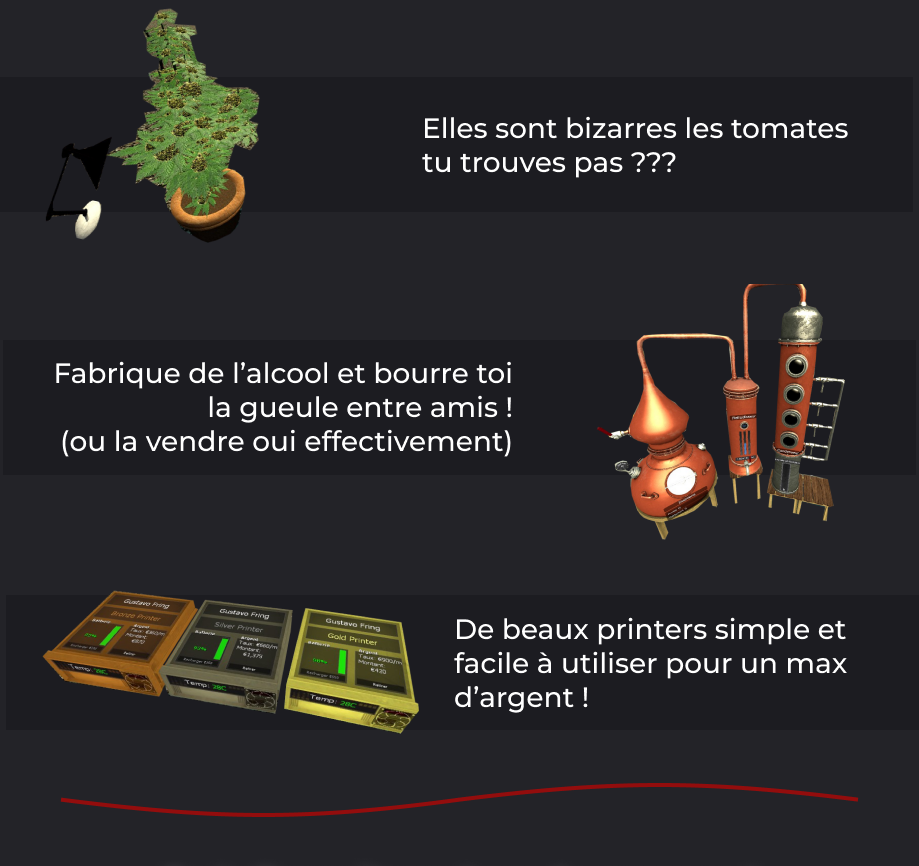 Elles sont bizarres les tomates
tu trouves pas ???
Fabrique de l’alcool et bourre toi
la gueule entre amis !
(ou la vendre oui effectivement)
Gustavo Fring
Bronze Printer
Gustavo Fring
Silver Printer
Gustavo Fring
Gold Printer
Temp:
Temp:
Temp: 28C
De beaux printers simple et
facile à utiliser pour un max
d’argent !